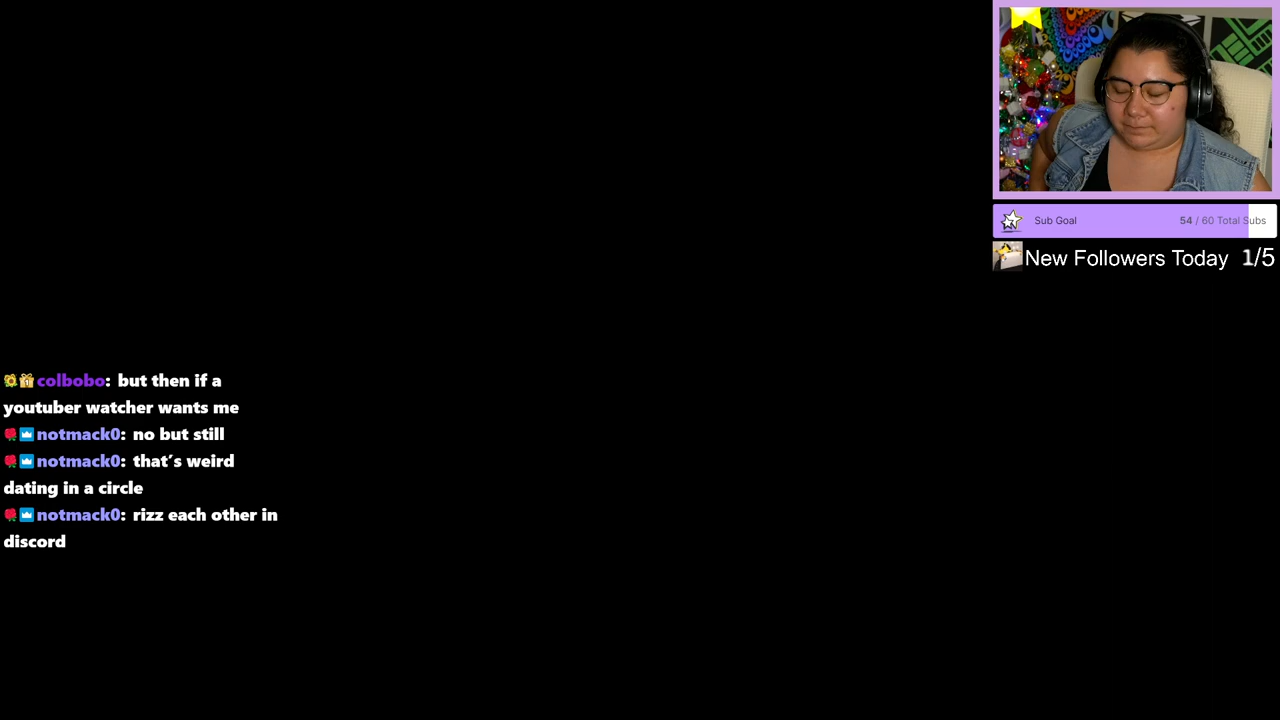 Sub Goal 54 / 60 Total Subs
New Followers Today 1/5
colbobo: but then if a
youtuber watcher wants me
notmack0: no but still
notmack0: that's weird
dating in a circle
notmack0: rizz each other in
discord